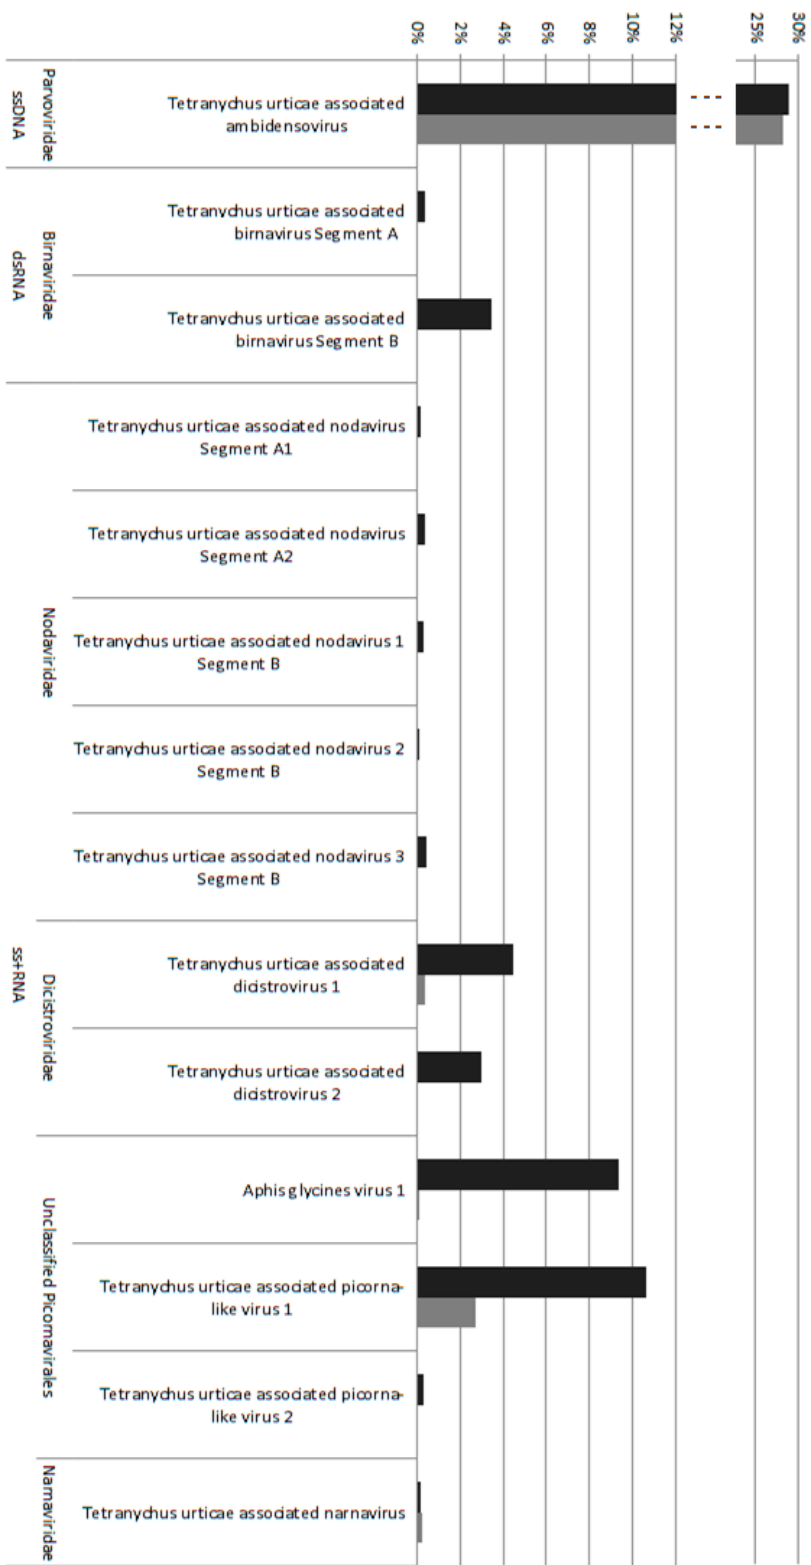 0%
2%
4%
6%
8%
10%
12%
25%
30%
Tetranychus urticae associated
ambidensovirus
Parvoviridae
ssDNA
Tetranychus urticae associated
birnavirus Segment A
Tetranychus urticae associated
birnavirus Segment B
Birnaviridae
dsRNA
Tetranychus urticae associated nodavirus
Segment A1
Tetranychus urticae associated nodavirus
Segment A2
Tetranychus urticae associated nodavirus 1
Segment B
Tetranychus urticae associated nodavirus 2
Segment B
Tetranychus urticae associated nodavirus 3
Segment B
Nodaviridae
Tetranychus urticae associated
dicistrovirus 1
Tetranychus urticae associated
dicistrovirus 2
Dicistroviridae
ss+RNA
Aphis glycines virus 1
Tetranychus urticae associated picorna-
like virus 1
Tetranychus urticae associated picorna-
like virus 2
Unclassified Picornavirales
Tetranychus urticae associated narnavirus
Narnaviridae